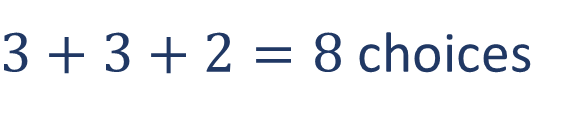 3 + 3 + 2 = 8 choices